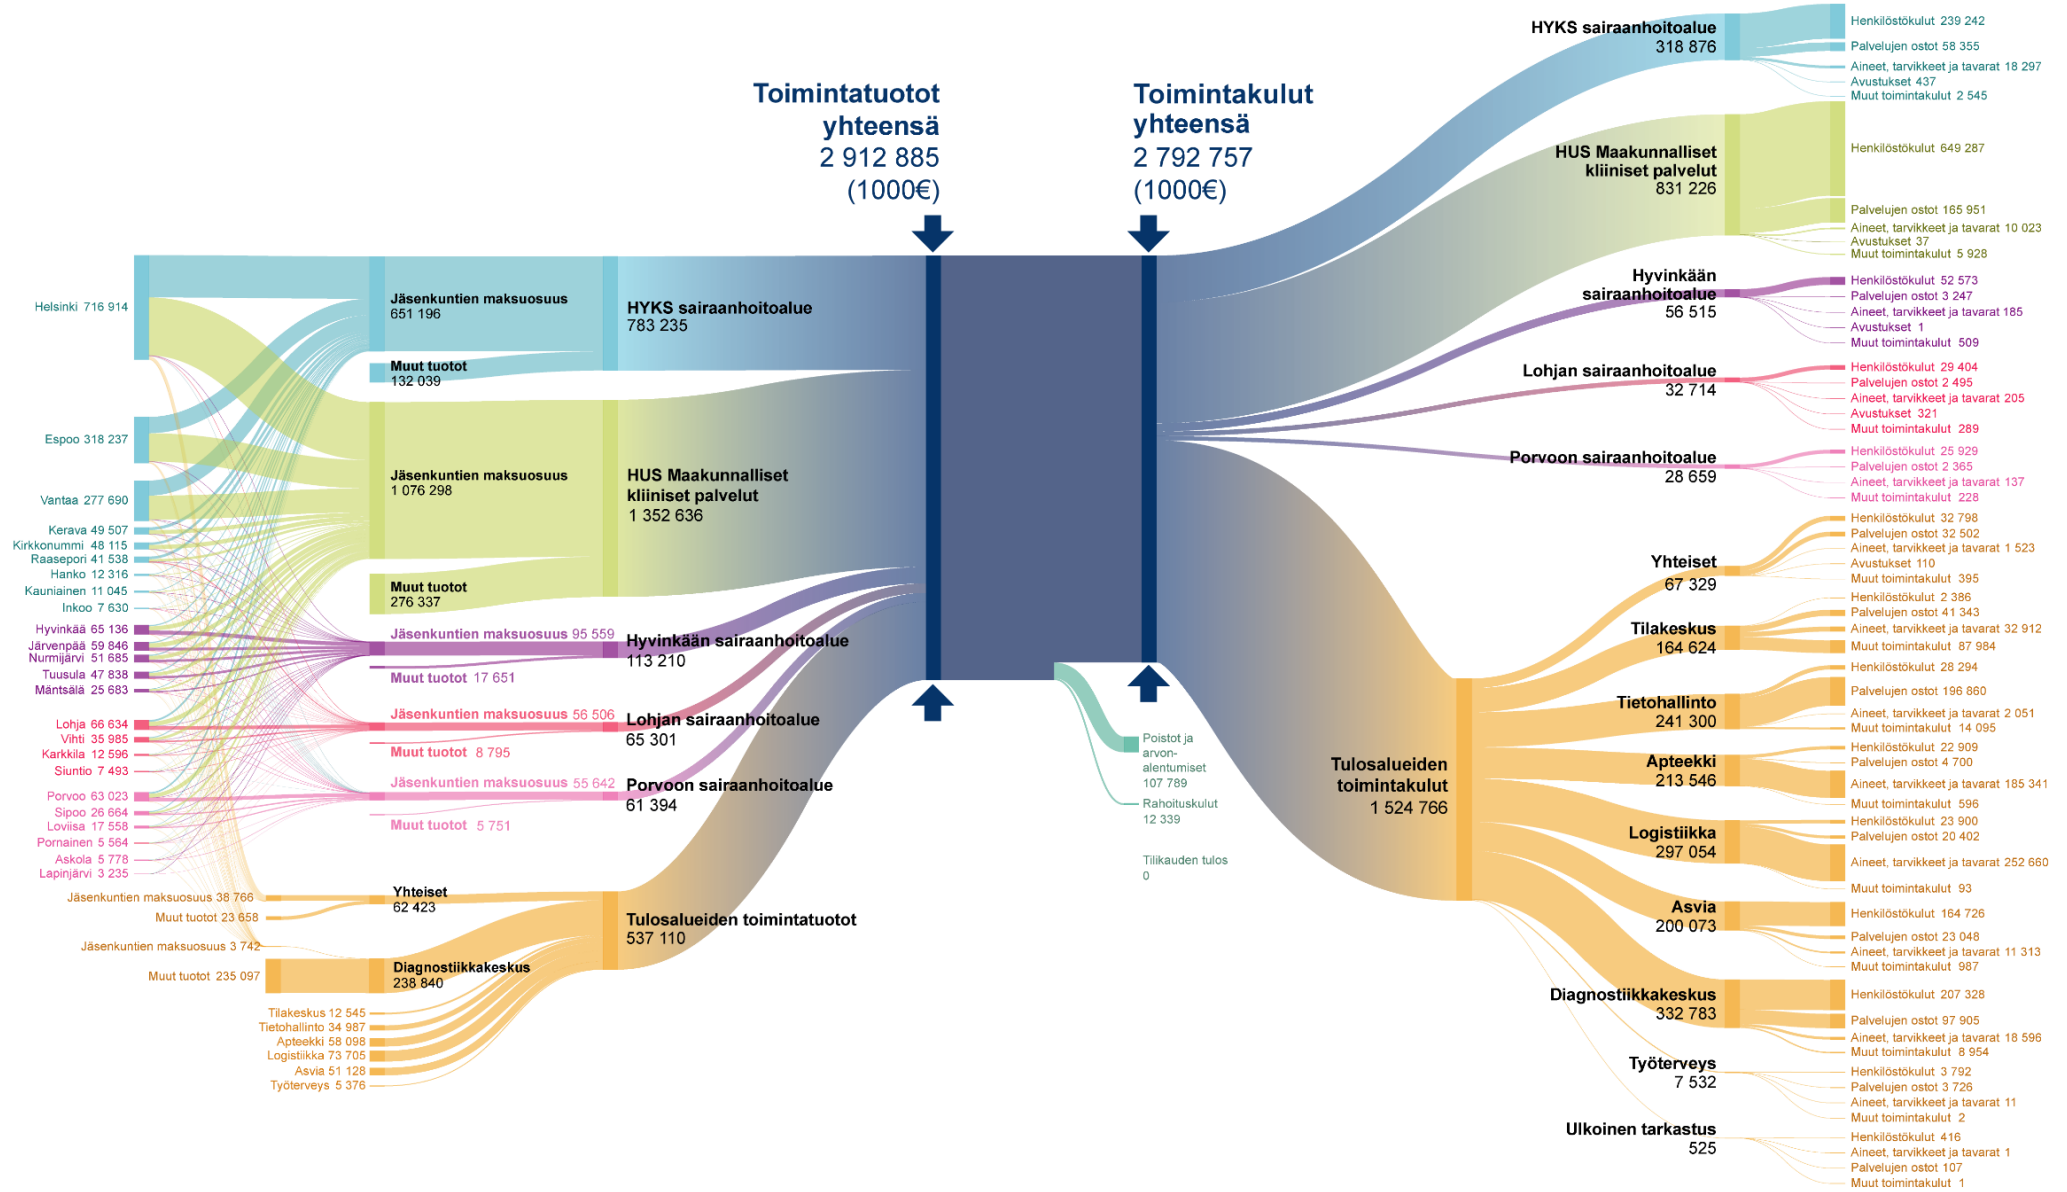 Toimintatuotot
yhteensä
2 912 885
(1000€)
Toimintakulut
yhteensä
2 792 757
(1000€)
Helsinki 716 914
Espoo 318 237
Vantaa 277 690
Kerava 49 507
Kirkkonummi 48 115
Raasepori 41 538
Hanko 12 316
Kauniainen 11 045
Inkoo 7 630
Hyvinkää 65 136
Järvenpää 59 846
Nurmijärvi 51 685
Tuusula 47 838
Mäntsälä 25 683
Lohja 66 634
Vihti 35 985
Karkkila 12 596
Siuntio 7 493
Porvoo 63 023
Sipoo 26 664
Loviisa 17 558
Pornainen 5 564
Askola 5 778
Lapinjärvi 3 235
Jäsenkuntien maksuosuus 38 766
Muut tuotot 23 658
Jäsenkuntien maksuosuus 3 742
Muut tuotot 235 097
Tilakeskus 12 545
Tietohallinto 34 987
Apteekki 58 098
Logistiikka 73 705
Asvia 51 128
Työterveys 5 376
Jäsenkuntien maksuosuus
651 196
Muut tuotot
132 039
Jäsenkuntien maksuosuus
1 076 298
Muut tuotot
276 337
Jäsenkuntien maksuosuus 95 559
Muut tuotot 17 651
Jäsenkuntien maksuosuus 56 506
Muut tuotot 8 795
Jäsenkuntien maksuosuus 55 642
Muut tuotot 5 751
Yhteiset
62 423
Diagnostiikkakeskus
238 840
HYKS sairaanhoitoalue
783 235
HUS Maakunnalliset
kliiniset palvelut
1 352 636
Hyvinkään sairaanhoitoalue
113 210
Lohjan sairaanhoitoalue
65 301
Porvoon sairaanhoitoalue
61 394
Tulosalueiden toimintatuotot
537 110
Poistot ja
arvon-
alentumiset
107 789
Rahoituskulut
12 339
Tilikauden tulos
0
HYKS sairaanhoitoalue
318 876
Henkilöstökulut 239 242
Palvelujen ostot 58 355
Aineet, tarvikkeet ja tavarat 18 297
Avustukset 437
Muut toimintakulut 2 545
HUS Maakunnalliset
kliiniset palvelut
831 226
Henkilöstökulut 649 287
Palvelujen ostot 165 951
Aineet, tarvikkeet ja tavarat 10 023
Avustukset 37
Muut toimintakulut 5 928
Hyvinkään
sairaanhoitoalue
56 515
Henkilöstökulut 52 573
Palvelujen ostot 3 247
Aineet, tarvikkeet ja tavarat 185
Avustukset 1
Muut toimintakulut 509
Lohjan sairaanhoitoalue
32 714
Henkilöstökulut 29 404
Palvelujen ostot 2 495
Aineet, tarvikkeet ja tavarat 205
Avustukset 321
Muut toimintakulut 289
Porvoon sairaanhoitoalue
28 659
Henkilöstökulut 25 929
Palvelujen ostot 2 365
Aineet, tarvikkeet ja tavarat 137
Muut toimintakulut 228
Tulosalueiden
toimintakulut
1 524 766
Yhteiset
67 329
Henkilöstökulut 32 798
Palvelujen ostot 32 502
Aineet, tarvikkeet ja tavarat 1 523
Avustukset 110
Muut toimintakulut 395
Tilakeskus
164 624
Henkilöstökulut 2 386
Palvelujen ostot 41 343
Aineet, tarvikkeet ja tavarat 32 912
Muut toimintakulut 87 984
Tietohallinto
241 300
Henkilöstökulut 28 294
Palvelujen ostot 196 860
Aineet, tarvikkeet ja tavarat 2 051
Muut toimintakulut 14 095
Apteekki
213 546
Henkilöstökulut 22 909
Palvelujen ostot 4 700
Aineet, tarvikkeet ja tavarat 185 341
Muut toimintakulut 596
Logistiikka
297 054
Henkilöstökulut 23 900
Palvelujen ostot 20 402
Aineet, tarvikkeet ja tavarat 252 660
Muut toimintakulut 93
Asvia
200 073
Henkilöstökulut 164 726
Palvelujen ostot 23 048
Aineet, tarvikkeet ja tavarat 11 313
Muut toimintakulut 987
Diagnostiikkakeskus
332 783
Henkilöstökulut 207 328
Palvelujen ostot 97 905
Aineet, tarvikkeet ja tavarat 18 596
Muut toimintakulut 8 954
Työterveys
7 532
Henkilöstökulut 3 792
Palvelujen ostot 3 726
Aineet, tarvikkeet ja tavarat 11
Muut toimintakulut 2
Ulkoinen tarkastus
525
Henkilöstökulut 416
Aineet, tarvikkeet ja tavarat 1
Palvelujen ostot 107
Muut toimintakulut 1